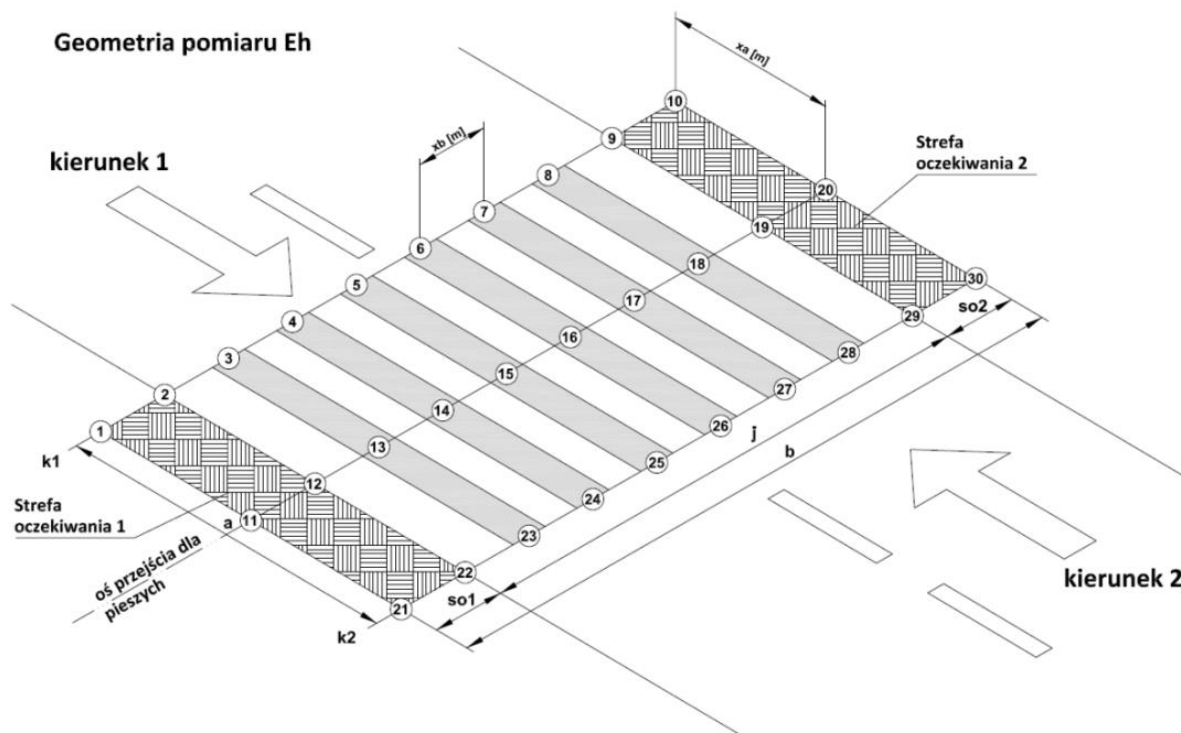 Geometria pomiaru Eh
xa [m]
10
9
kierunek 1
xb [m]
Strefa
oczekiwania 2
8
20
7
19
6
18
30
5
17
29
so2
4
16
28
3
15
27
2
14
26
j
1
13
25
b
k1
12
24
Strefa
oczekiwania 1
a
11
23
oś przejścia dla
pieszych
22
kierunek 2
so1
21
k2